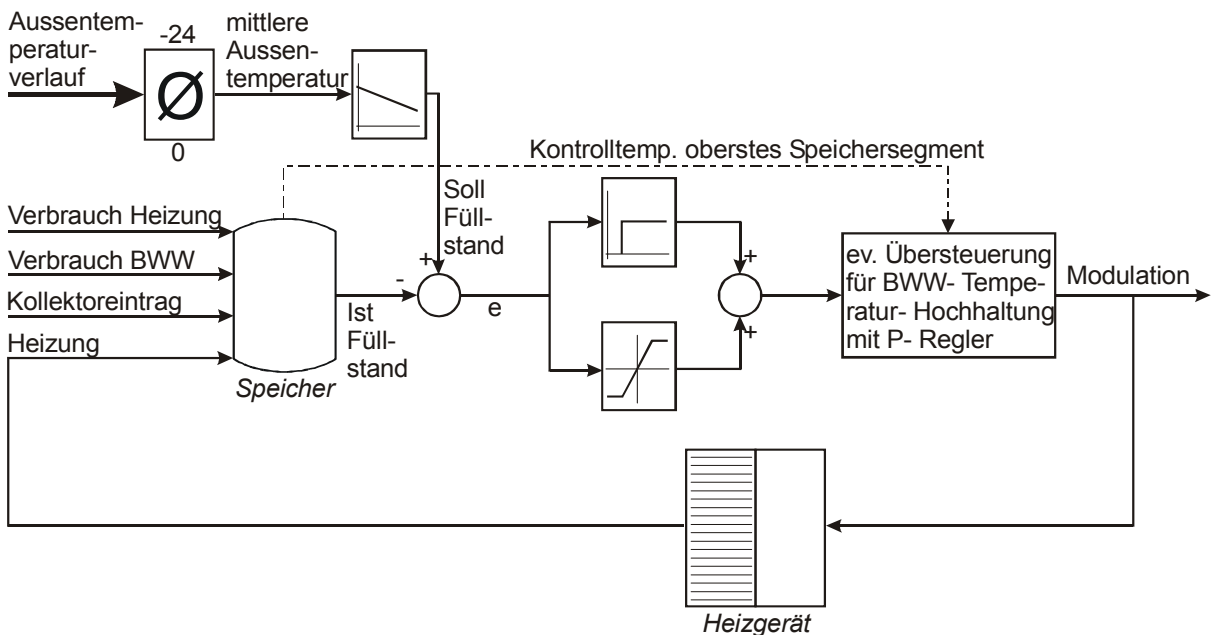 Aussentem-
peratur-
verlauf
-24
Ø
0
mittlere
Aussen-
temperatur
Kontrolltemp. oberstes Speichersegment
Soll
Füll-
stand
Verbrauch Heizung
Verbrauch BWW
Kollektoreintrag
Heizung
Speicher
+
-
Ist
Füll-
stand
e
+
+
ev. Übersteuerung
für BWW- Tempe-
ratur- Hochhaltung
mit P- Regler
Modulation
Heizgerät